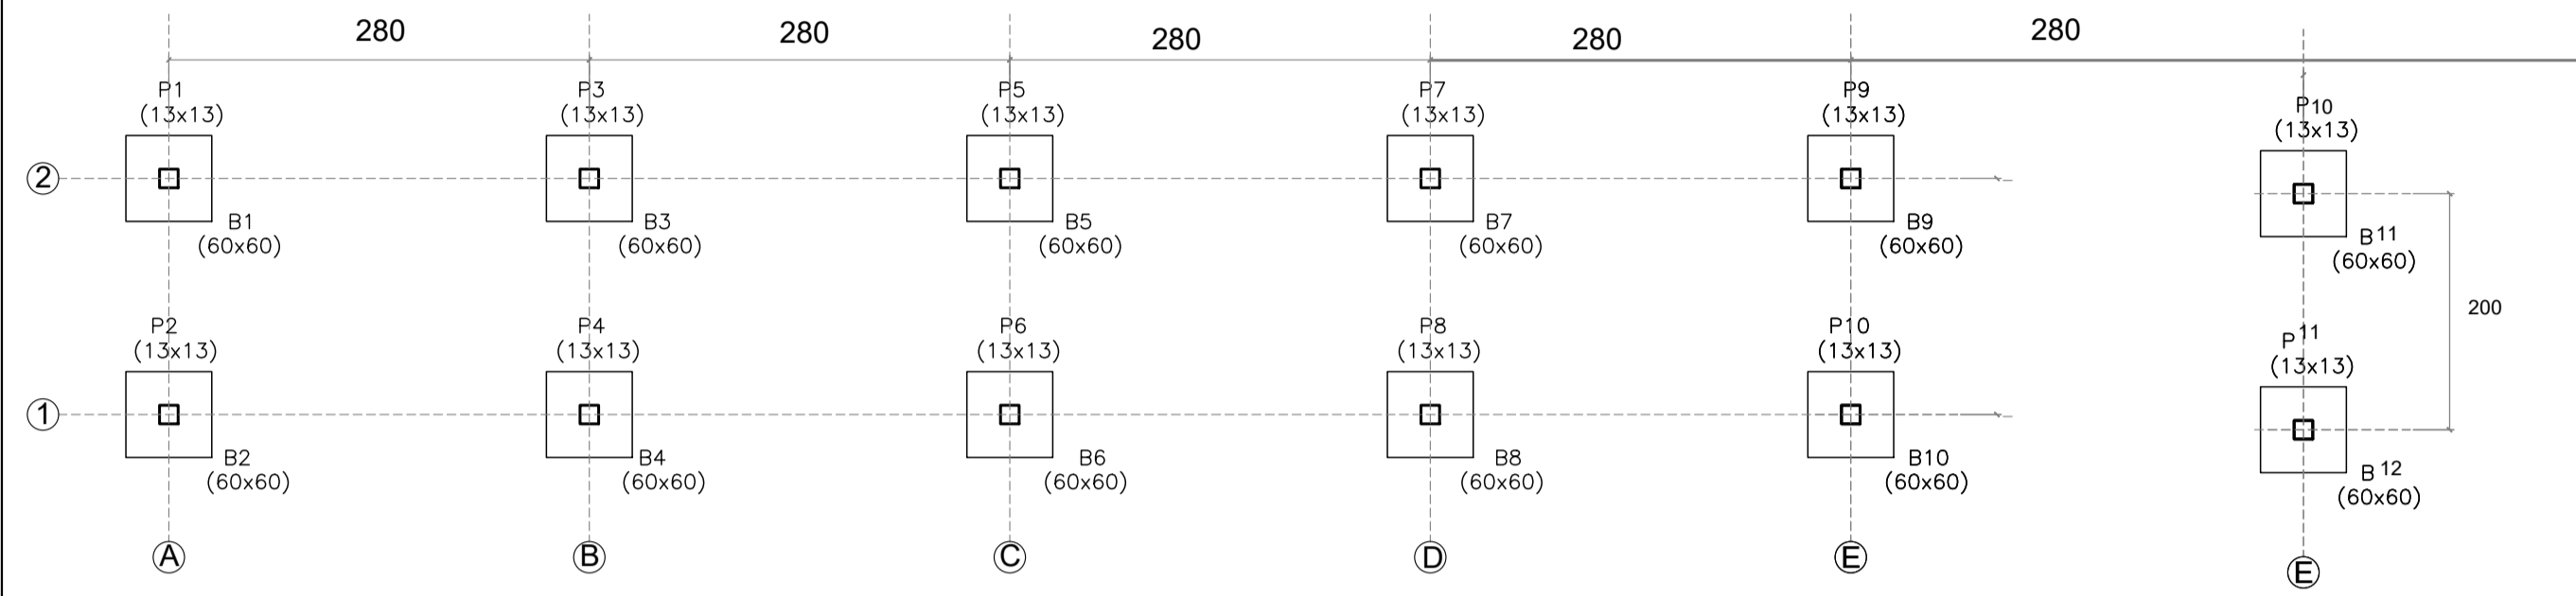 280
280
280
280
280
P1
(13x13)
P3
(13x13)
P5
(13x13)
P7
(13x13)
P9
(13x13)
P10
(13x13)
2
B1
(60x60)
B3
(60x60)
B5
(60x60)
B7
(60x60)
B9
(60x60)
B11
(60x60)
200
P2
(13x13)
P4
(13x13)
P6
(13x13)
P8
(13x13)
P10
(13x13)
P11
(13x13)
1
B2
(60x60)
B4
(60x60)
B6
(60x60)
B8
(60x60)
B10
(60x60)
B12
(60x60)
A
B
C
D
E
E